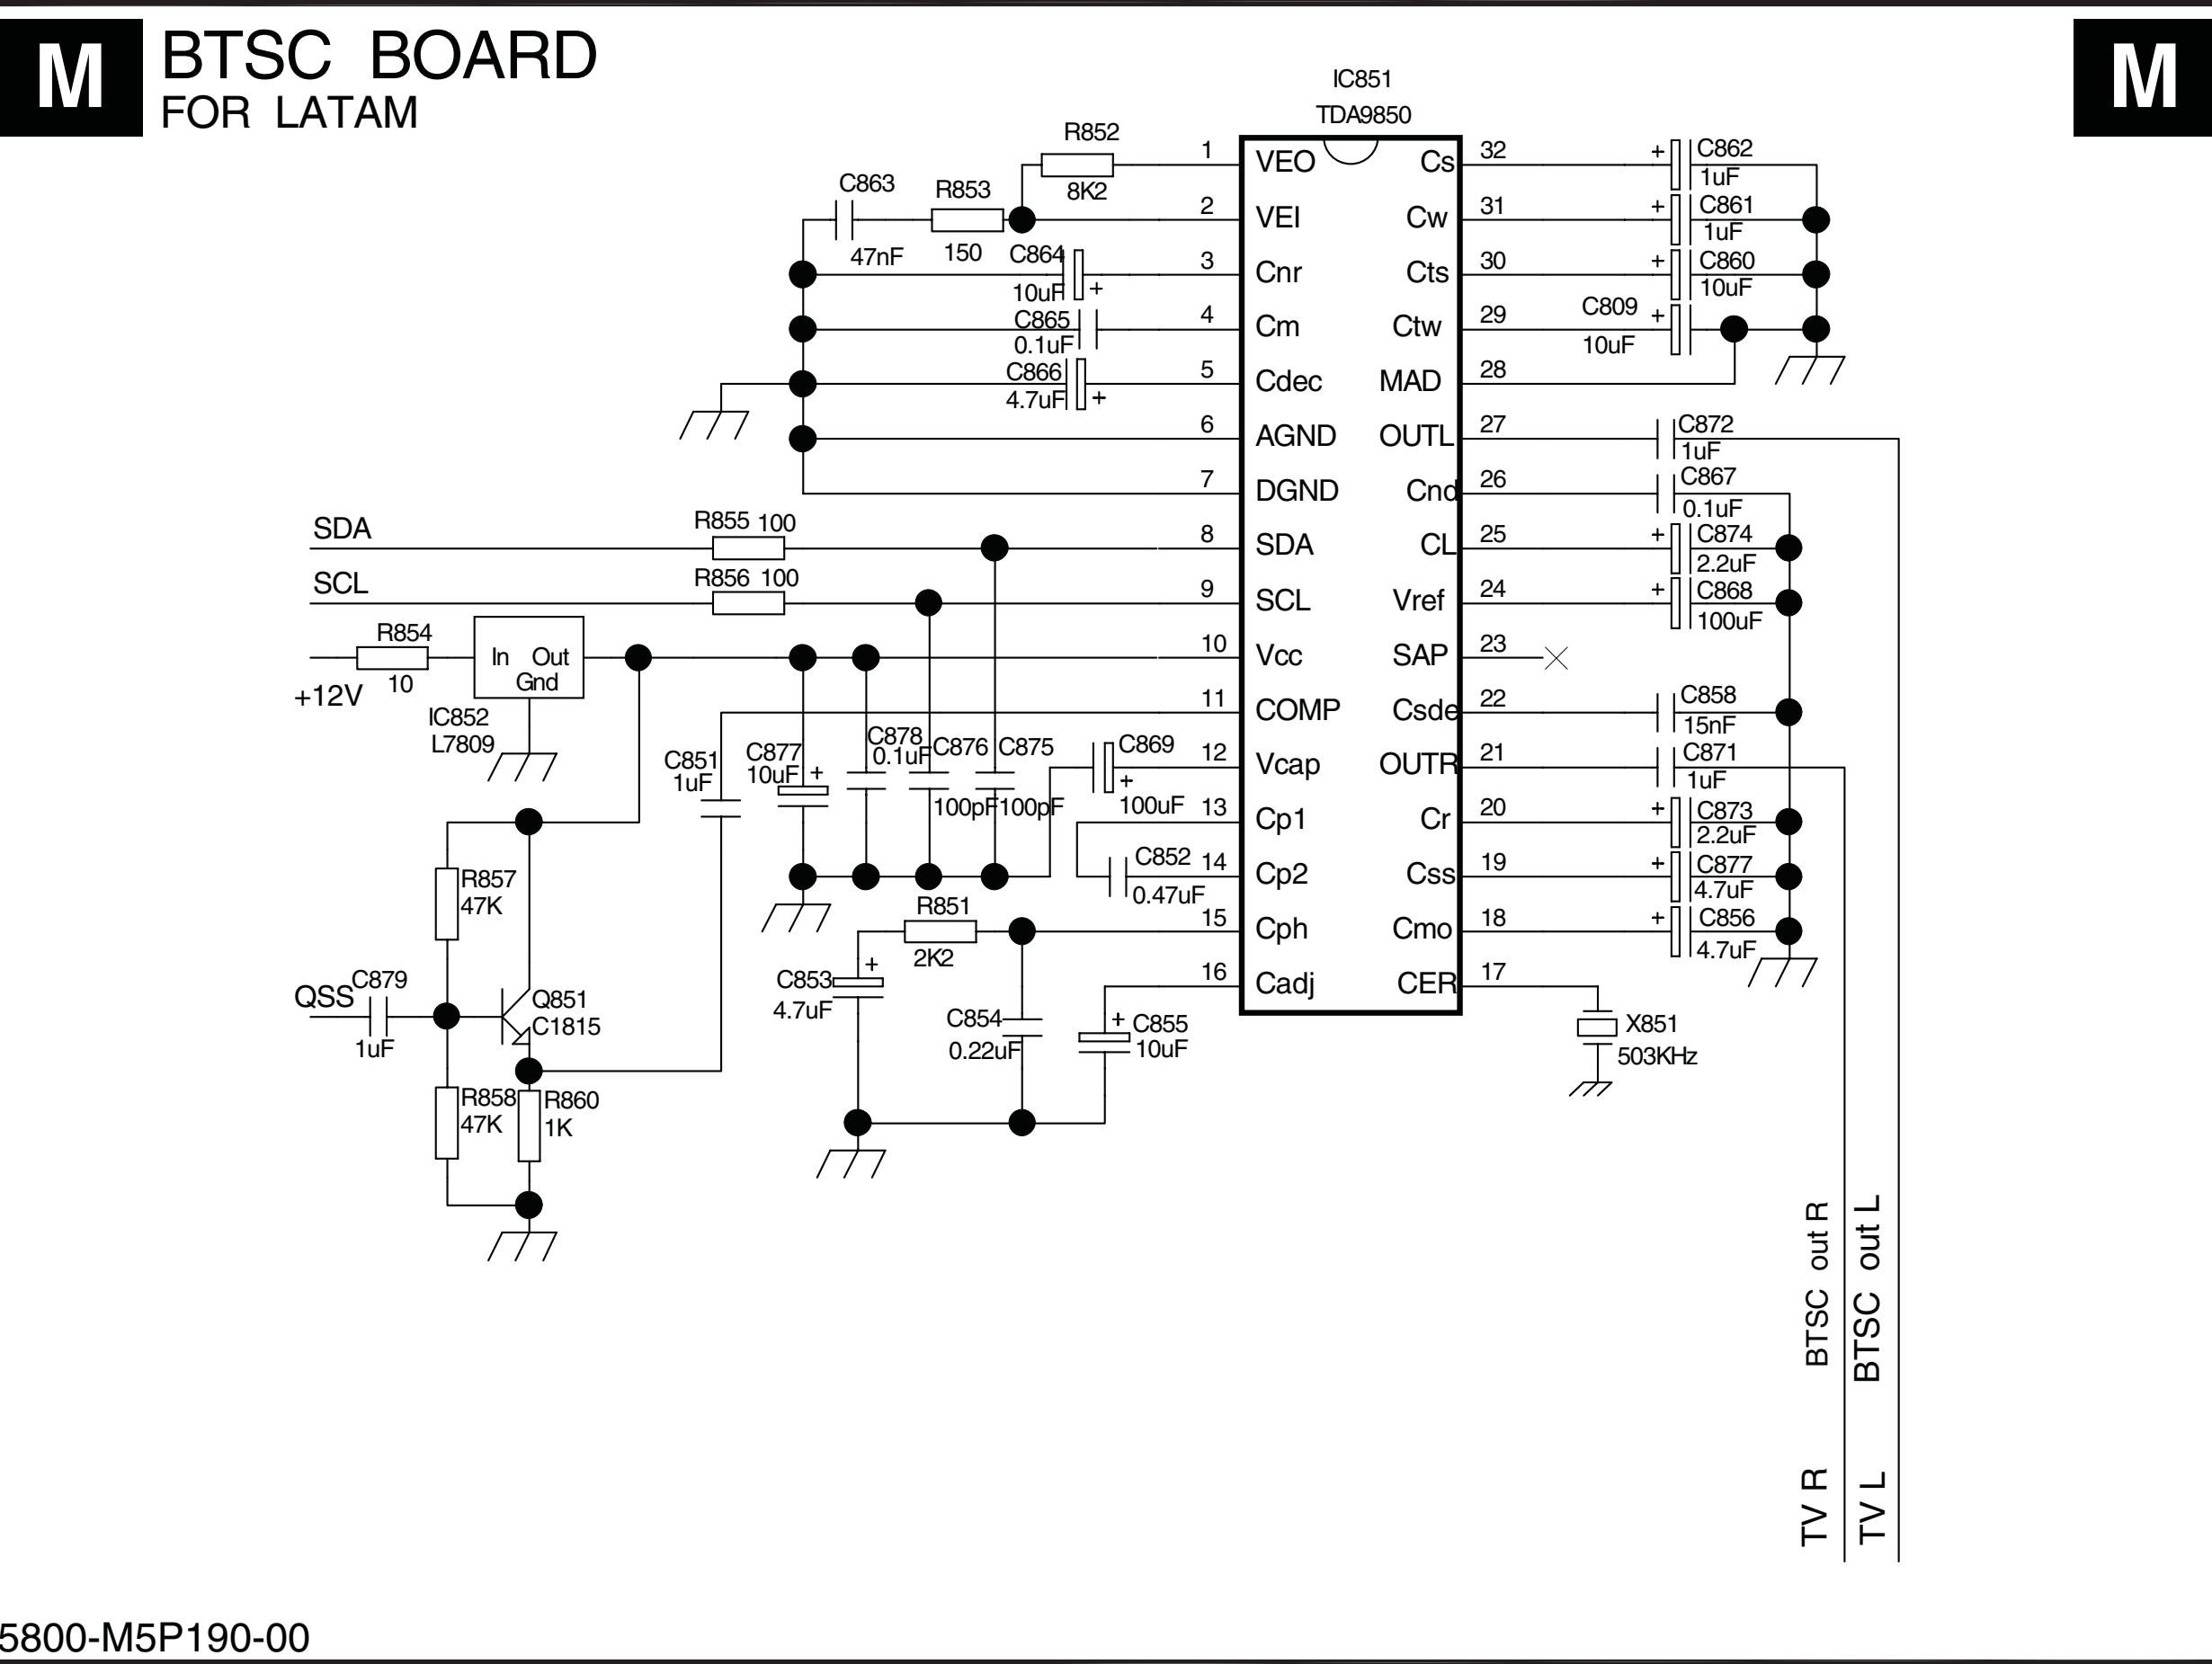 M
BTSC BOARD
FOR LATAM
M
IC851
TDA9850
R852
8K2
C863
47nF
R853
150
C864
10uF
+
C865
0.1uF
C866
4.7uF
+
1 VEO
2 VEI
3 Cnr
4 Cm
5 Cdec
6 AGND
7 DGND
8 SDA
9 SCL
10 Vcc
11 COMP
12 Vcap
13 Cp1
14 Cp2
15 Cph
16 Cadj
Cs 32
Cw 31
Cts 30
Ctw 29
MAD 28
OUTL 27
Cnd 26
CL 25
Vref 24
SAP 23
Csde 22
OUTR 21
Cr 20
Css 19
Cmo 18
CER 17
+ C862
1uF
+ C861
1uF
+ C860
10uF
C809 +
10uF
C872
1uF
C867
0.1uF
+ C874
2.2uF
+ C868
100uF
C858
15nF
C871
1uF
+ C873
2.2uF
+ C877
4.7uF
+ C856
4.7uF
X851
503KHz
SDA
R855 100
SCL
R856 100
R854
10
+12V
In Out
Gnd
IC852
L7809
C851
1uF
C877
10uF +
C878
0.1uF
C876
100pF
C875
100pF
C869
+
100uF
C852
0.47uF
R851
2K2
C853 +
4.7uF
C854
0.22uF
+ C855
10uF
R857
47K
QSS
C879
1uF
Q851
C1815
R858
47K
R860
1K
BTSC out R
BTSC out L
TV R
TV L
5800-M5P190-00